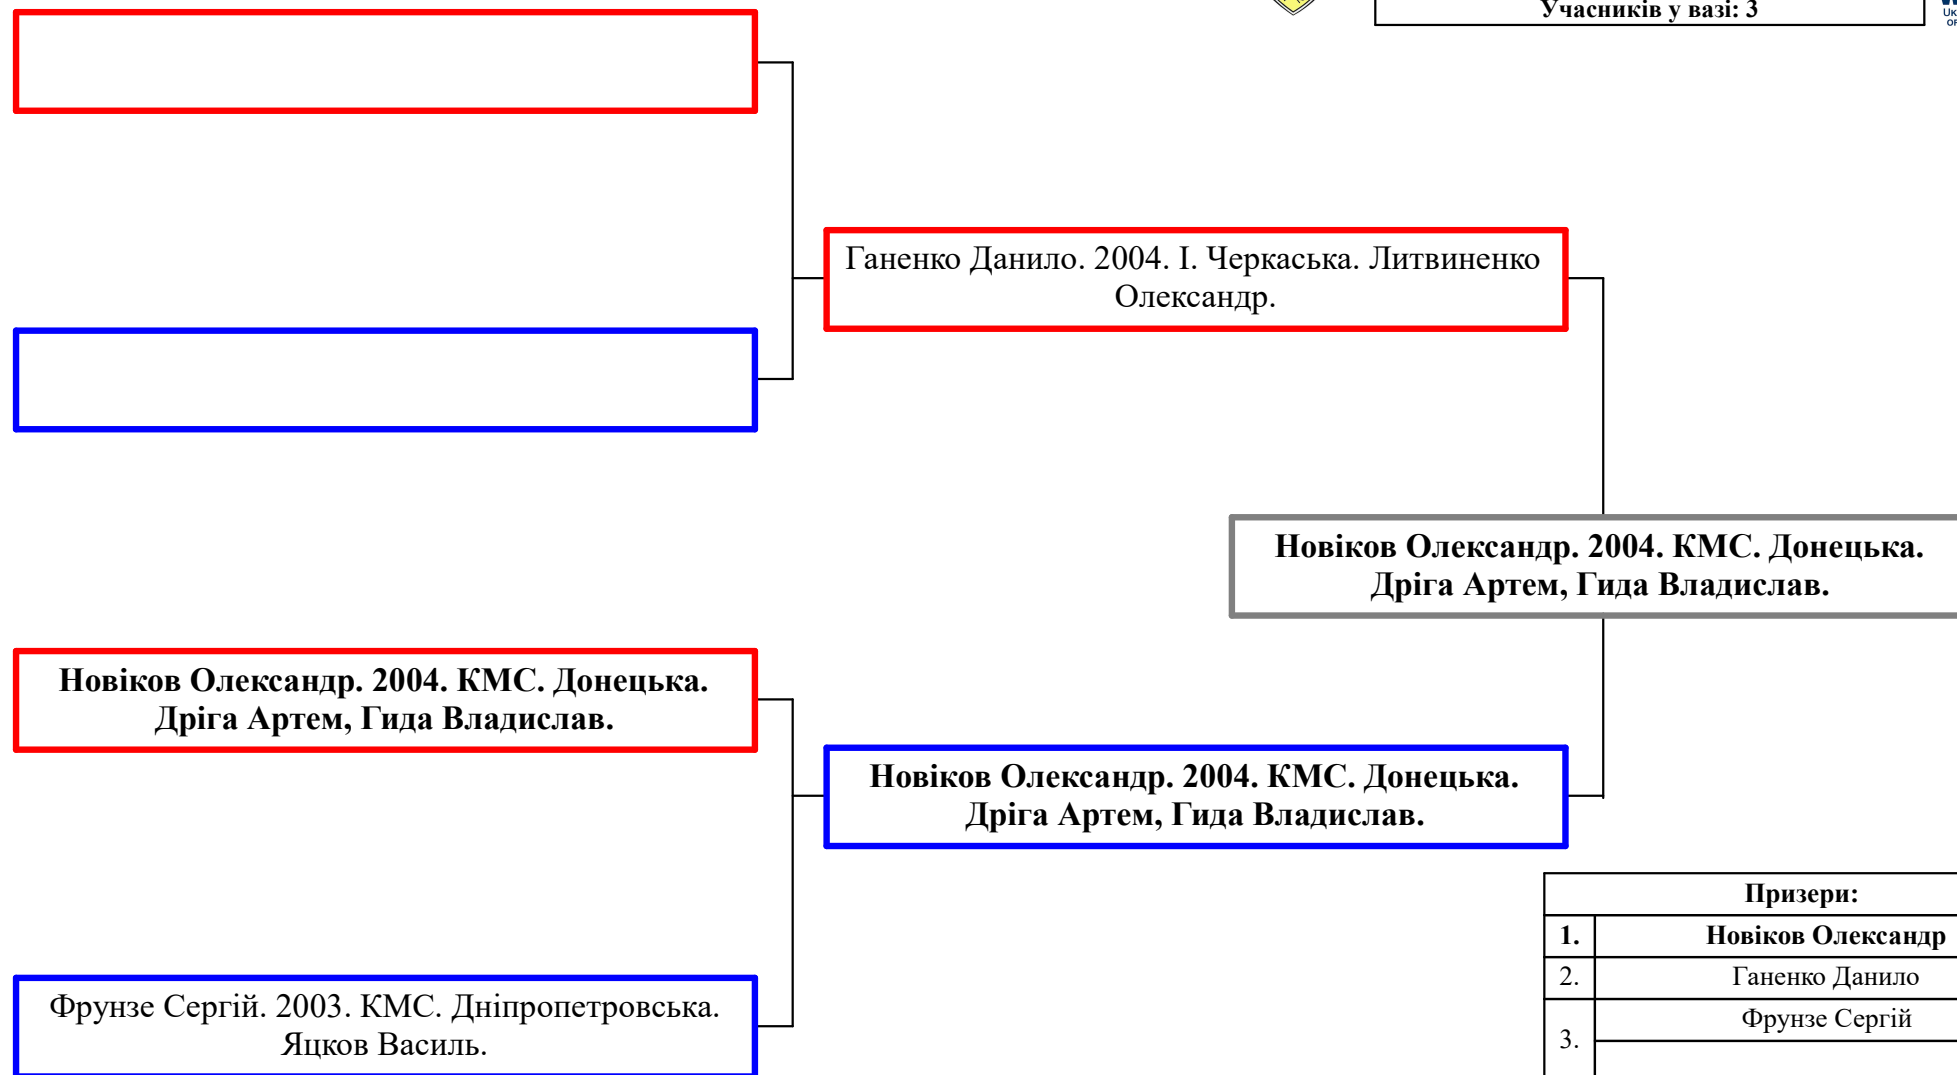 Учасників у вазі: 3
Ганенко Данило. 2004. І. Черкаська. Литвиненко
Олександр.
Новіков Олександр. 2004. КМС. Донецька.
Дріга Артем, Гида Владислав.
Новіков Олександр. 2004. КМС. Донецька.
Дріга Артем, Гида Владислав.
Новіков Олександр. 2004. КМС. Донецька.
Дріга Артем, Гида Владислав.
Призери:
1. Новіков Олександр
2. Ганенко Данило
Фрунзе Сергій. 2003. КМС. Дніпропетровська.
Яцков Василь.
3. Фрунзе Сергій